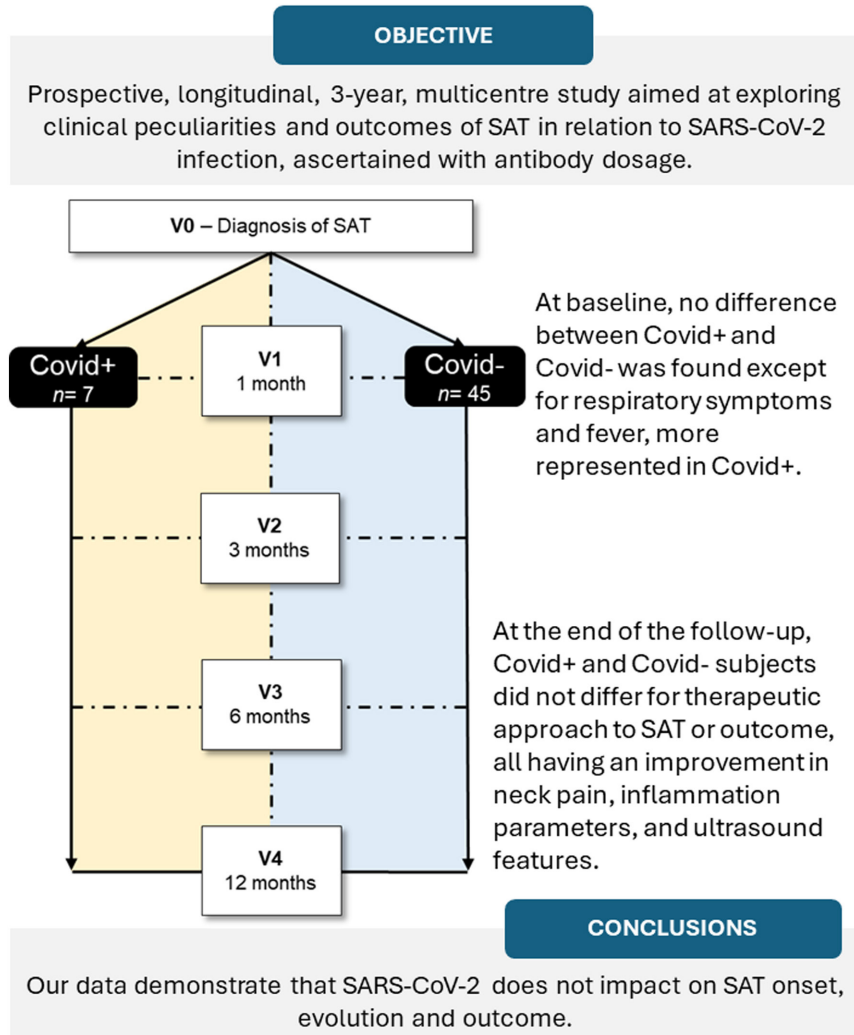 OBJECTIVE
Prospective, longitudinal, 3-year, multicentre study aimed at exploring
clinical peculiarities and outcomes of SAT in relation to SARS-CoV-2
infection, ascertained with antibody dosage.
V0 – Diagnosis of SAT
Covid+
n= 7
V1
1 month
Covid-
n= 45
At baseline, no difference
between Covid+ and
Covid- was found except
for respiratory symptoms
and fever, more
represented in Covid+.
V2
3 months
V3
6 months
V4
12 months
At the end of the follow-up,
Covid+ and Covid- subjects
did not differ for therapeutic
approach to SAT or outcome,
all having an improvement in
neck pain, inflammation
parameters, and ultrasound
features.
CONCLUSIONS
Our data demonstrate that SARS-CoV-2 does not impact on SAT onset,
evolution and outcome.